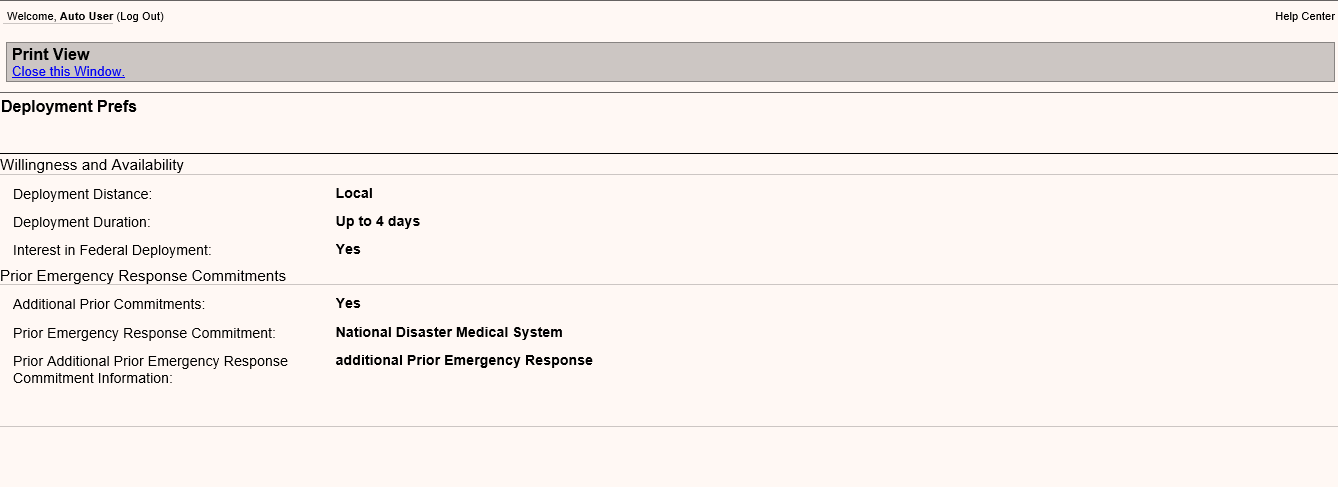 Welcome, Auto User (Log Out) Help Center
Print View
Close this Window.
Deployment Prefs
Willingness and Availability
Deployment Distance: Local
Deployment Duration: Up to 4 days
Interest in Federal Deployment: Yes
Prior Emergency Response Commitments
Additional Prior Commitments: Yes
Prior Emergency Response Commitment: National Disaster Medical System
Prior Additional Prior Emergency Response additional Prior Emergency Response
Commitment Information: